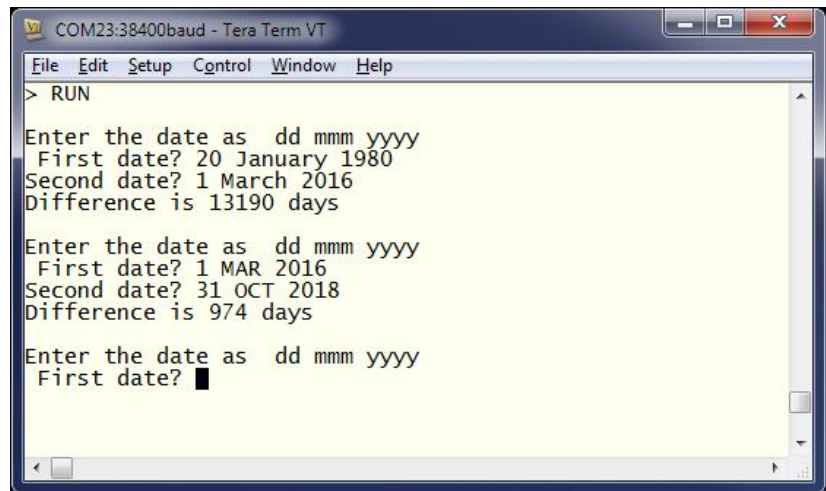 COM23:38400baud - Tera Term VT
File Edit Setup Control Window Help
> RUN
Enter the date as  dd mmm yyyy
 First date? 20 January 1980
Second date? 1 March 2016
Difference is 13190 days
Enter the date as  dd mmm yyyy
 First date? 1 MAR 2016
Second date? 31 OCT 2018
Difference is 974 days
Enter the date as  dd mmm yyyy
 First date?